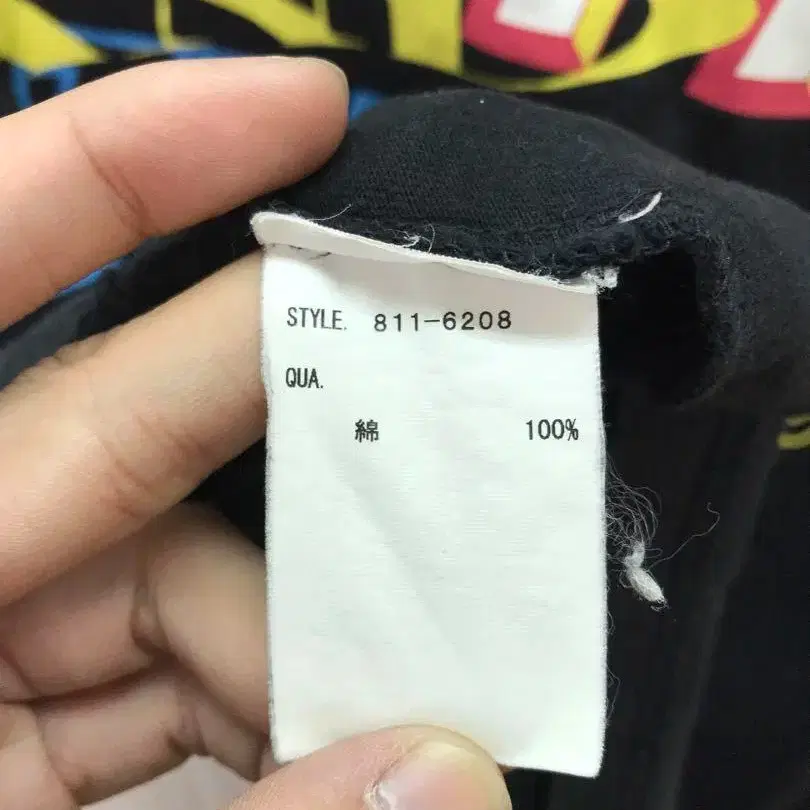 STYLE. 811-6208
QUA.
綿 100%